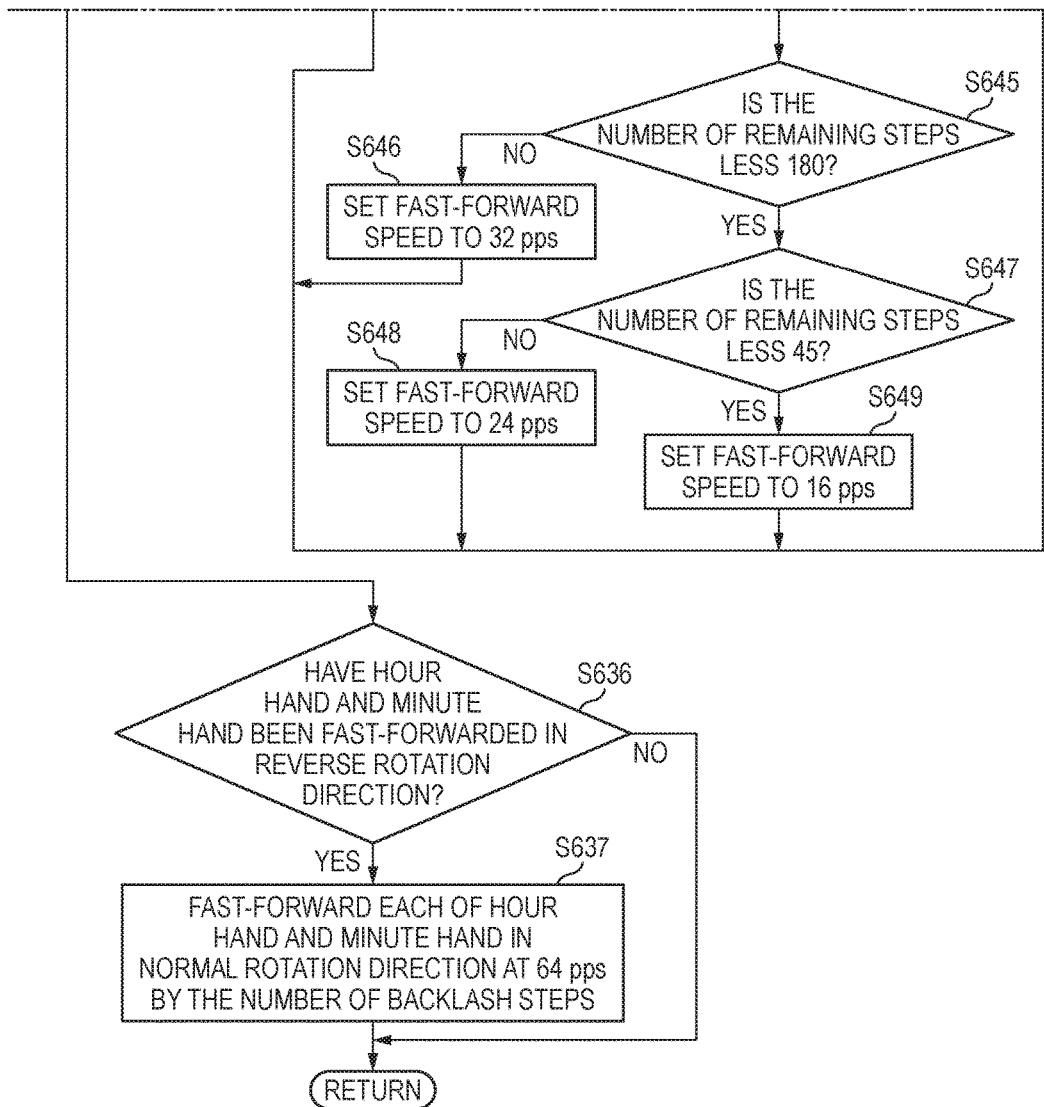 S645
IS THE
NUMBER OF REMAINING STEPS
LESS 180?
NO
S646
SET FAST-FORWARD
SPEED TO 32 pps
YES
S647
IS THE
NUMBER OF REMAINING STEPS
LESS 45?
NO
S648
SET FAST-FORWARD
SPEED TO 24 pps
YES
S649
SET FAST-FORWARD
SPEED TO 16 pps
S636
HAVE HOUR
HAND AND MINUTE
HAND BEEN FAST-FORWARDED IN
REVERSE ROTATION
DIRECTION?
NO
YES
S637
FAST-FORWARD EACH OF HOUR
HAND AND MINUTE HAND IN
NORMAL ROTATION DIRECTION AT 64 pps
BY THE NUMBER OF BACKLASH STEPS
RETURN